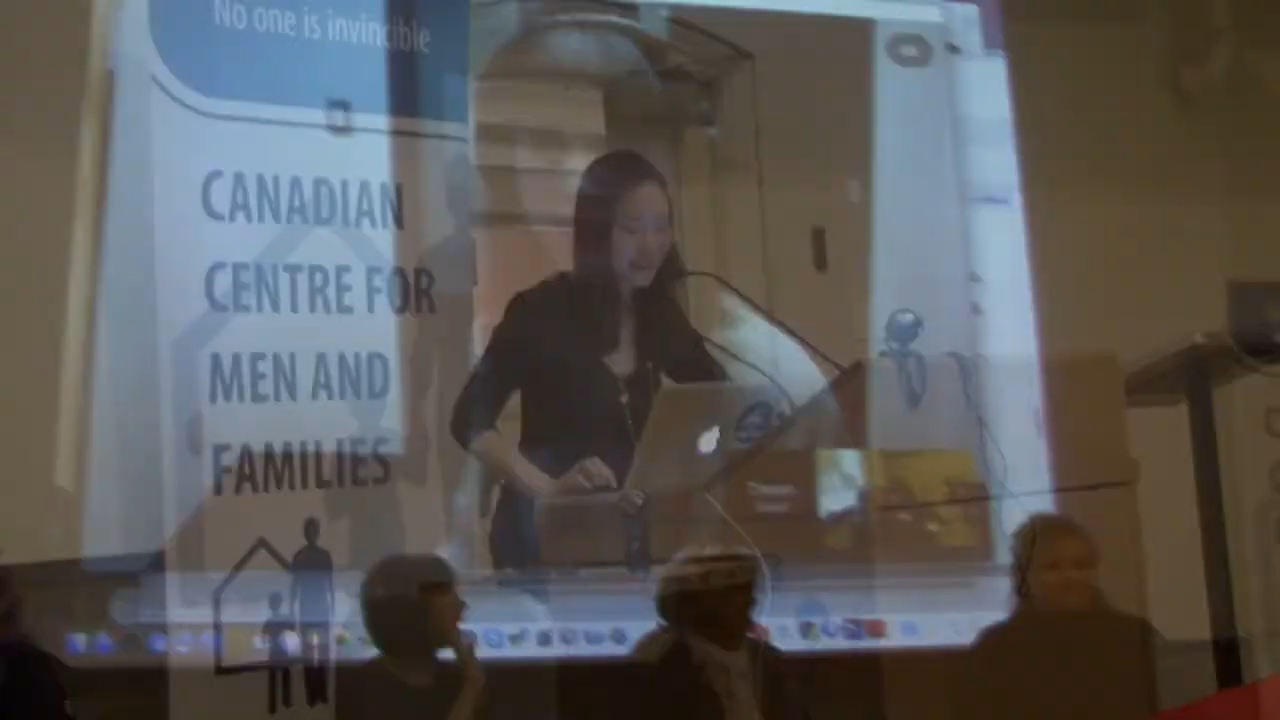 No one is invincible
CANADIAN
CENTRE FOR
MEN AND
FAMILIES